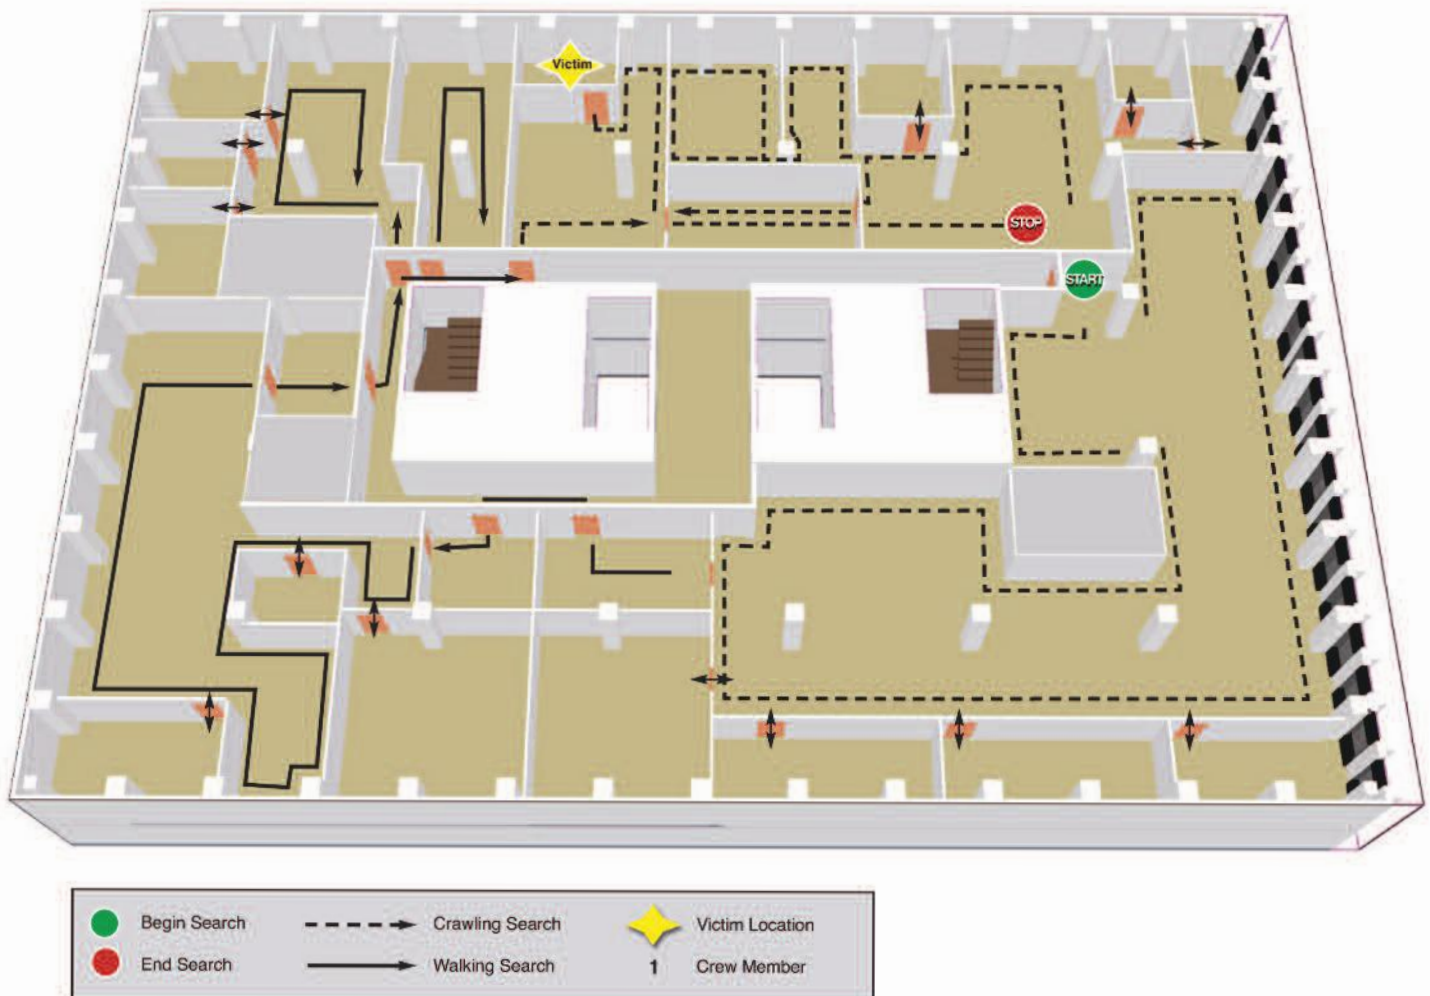 Victim
STOP
START
Begin Search
Crawling Search
Victim Location
End Search
Walking Search
1
Crew Member